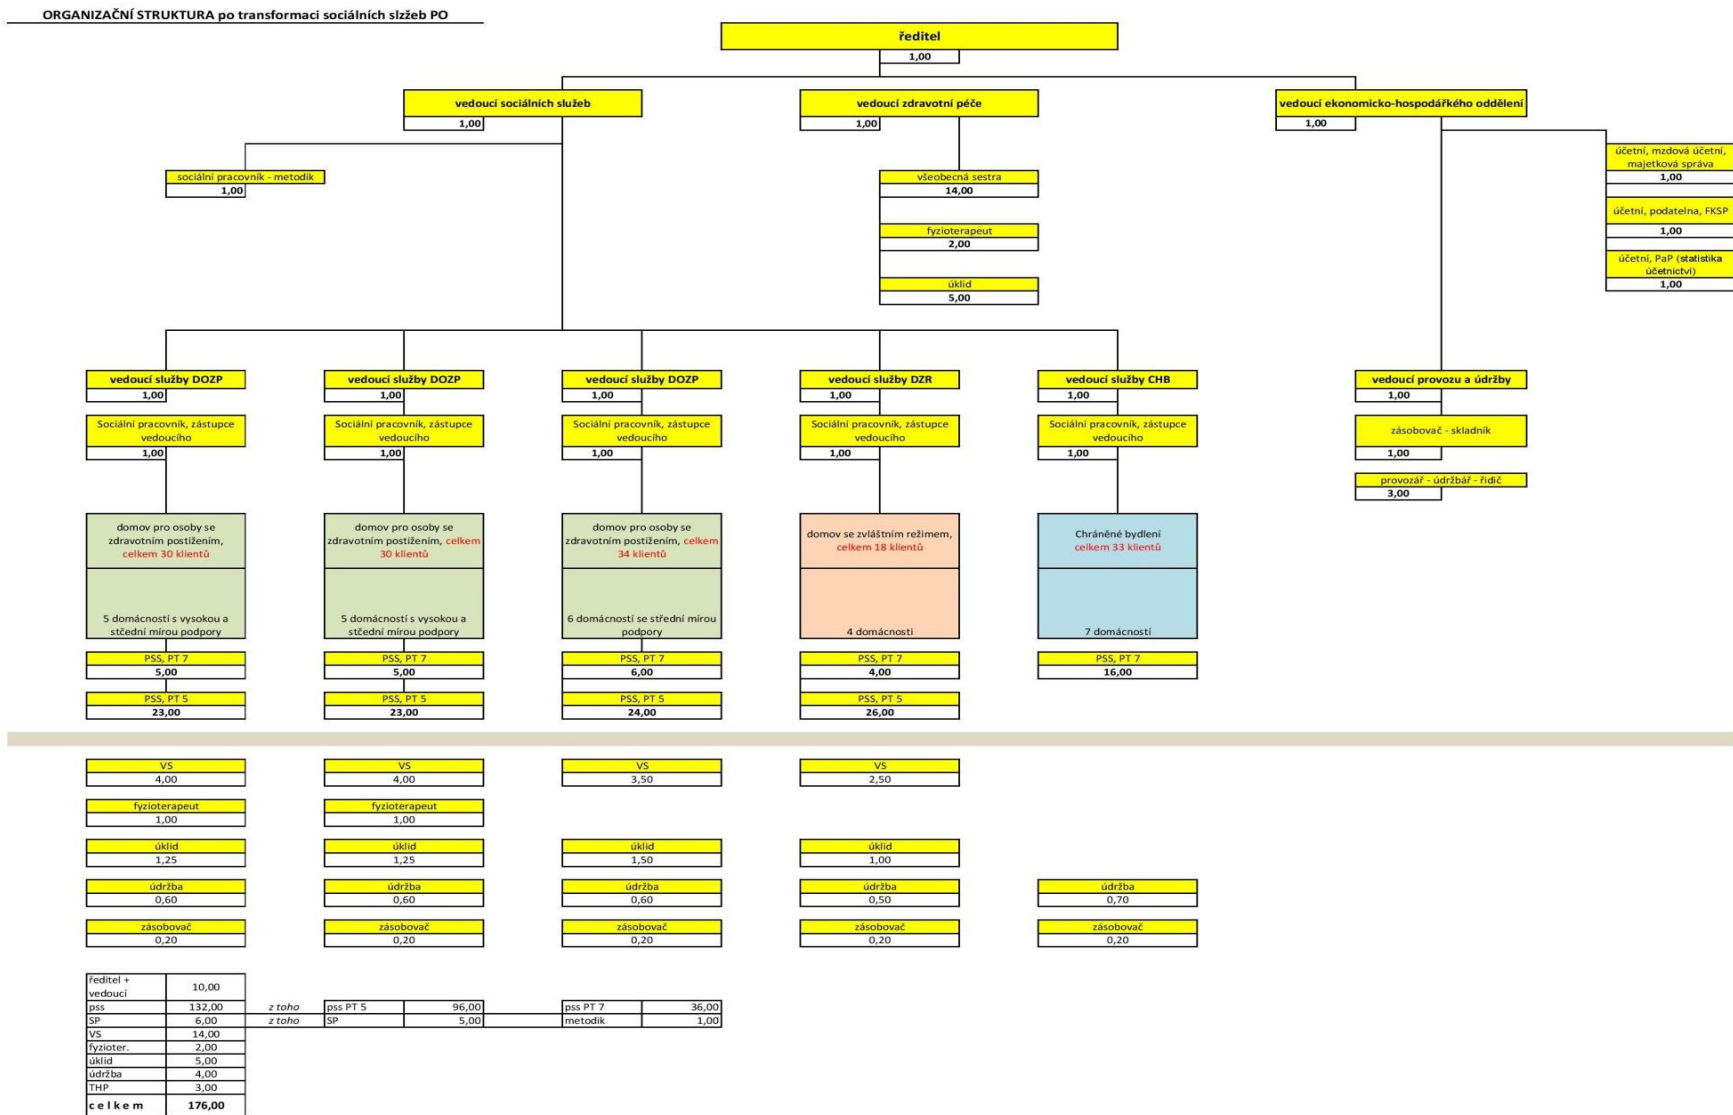 ORGANIZAČNÍ STRUKTURA po transformaci sociálních slzžeb PO
ředitel
1,00
vedoucí sociálních služeb
1,00
vedoucí zdravotní péče
1,00
vedoucí ekonomicko-hospodářkého oddělení
1,00
sociální pracovník - metodik
1,00
všeobecná sestra
14,00
fyzioterapeut
2,00
úklid
5,00
účetní, mzdová účetní,
majetková správa
1,00
účetní, podatelna, FKSP
1,00
účetní, PaP (statistika
účetnictví)
1,00
vedoucí služby DOZP
1,00
vedoucí služby DOZP
1,00
vedoucí služby DOZP
1,00
vedoucí služby DZR
1,00
vedoucí služby CHB
1,00
vedoucí provozu a údržby
1,00
Sociální pracovník, zástupce
vedoucího
1,00
Sociální pracovník, zástupce
vedoucího
1,00
Sociální pracovník, zástupce
vedoucího
1,00
Sociální pracovník, zástupce
vedoucího
1,00
Sociální pracovník, zástupce
vedoucího
1,00
zásobovač - skladník
1,00
provozář - údržbář - řidič
3,00
domov pro osoby se
zdravotním postižením,
celkem 30 klientů
5 domácností s vysokou a
stčední mírou podpory
domov pro osoby se
zdravotním postižením, celkem
30 klientů
5 domácností s vysokou a
stčední mírou podpory
domov pro osoby se
zdravotním postižením, celkem
34 klientů
6 domácností se střední mírou
podpory
domov se zvláštním režimem,
celkem 18 klientů
4 domácnosti
Chráněné bydlení
celkem 33 klientů
7 domácností
PSS, PT 7
5,00
PSS, PT 7
5,00
PSS, PT 7
6,00
PSS, PT 7
4,00
PSS, PT 7
16,00
PSS, PT 5
23,00
PSS, PT 5
23,00
PSS, PT 5
24,00
PSS, PT 5
26,00
VS
4,00
VS
4,00
VS
3,50
VS
2,50
fyzioterapeut
1,00
fyzioterapeut
1,00
úklid
1,25
úklid
1,25
úklid
1,50
úklid
1,00
údržba
0,60
údržba
0,60
údržba
0,60
údržba
0,50
údržba
0,70
zásobovač
0,20
zásobovač
0,20
zásobovač
0,20
zásobovač
0,20
zásobovač
0,20
ředitel +
vedoucí 10,00
pss 132,00 z toho pss PT 5 96,00 pss PT 7 36,00
SP 6,00 z toho SP 5,00 metodik 1,00
VS 14,00
fyzioter. 2,00
úklid 5,00
údržba 4,00
THP 3,00
c e l k e m 176,00